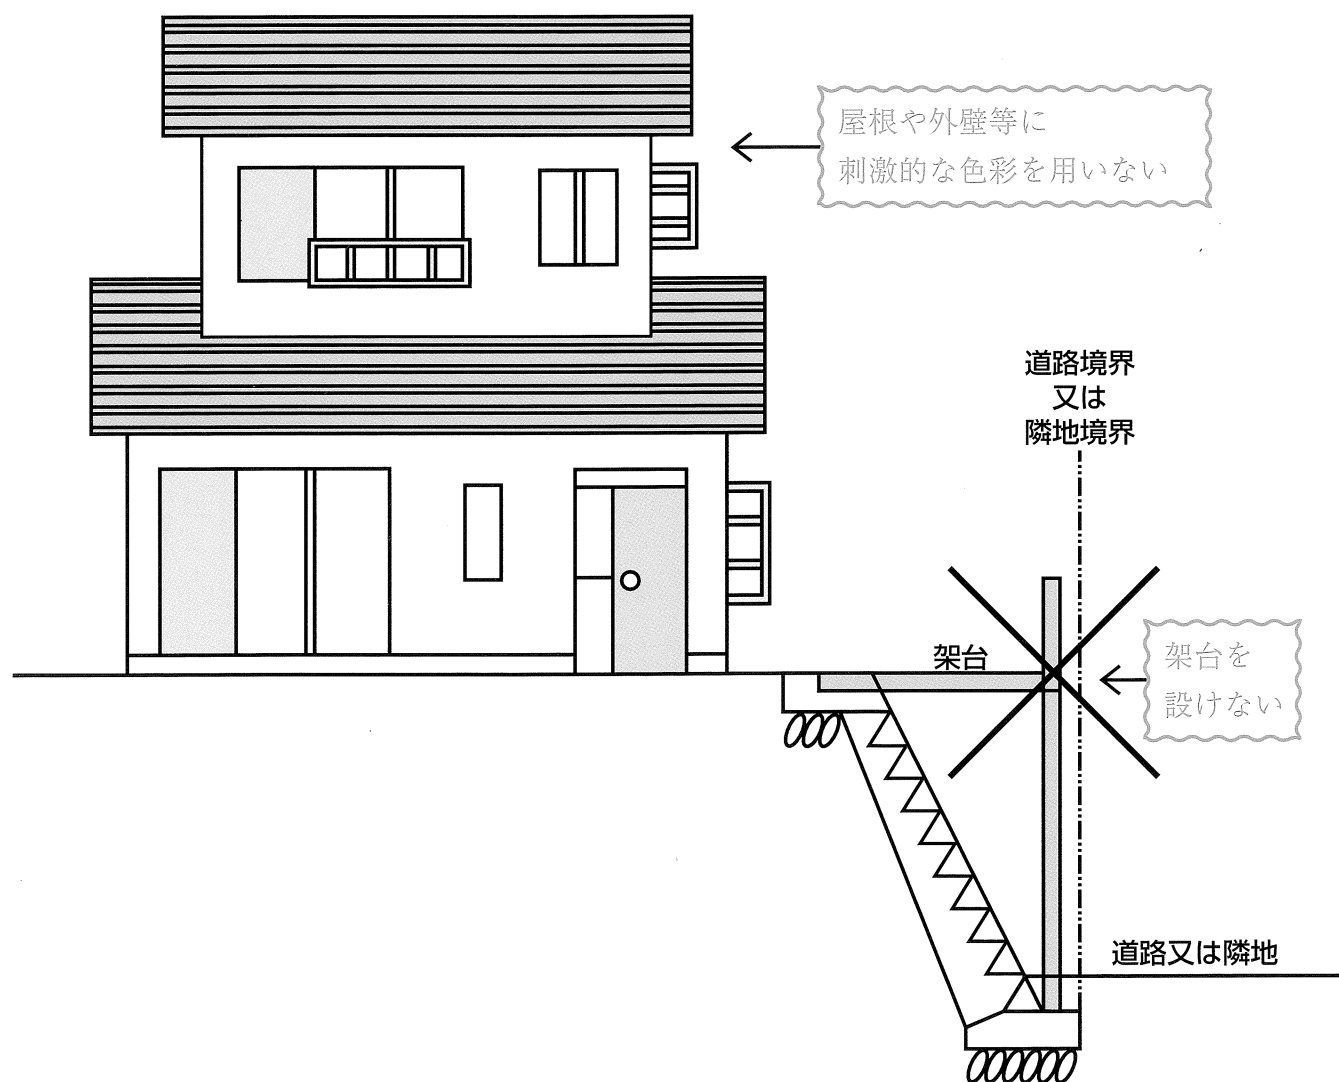 屋根や外壁等に
刺激的な色彩を用いない
道路境界
又は
隣地境界
架台
架台を
設けない
道路又は隣地